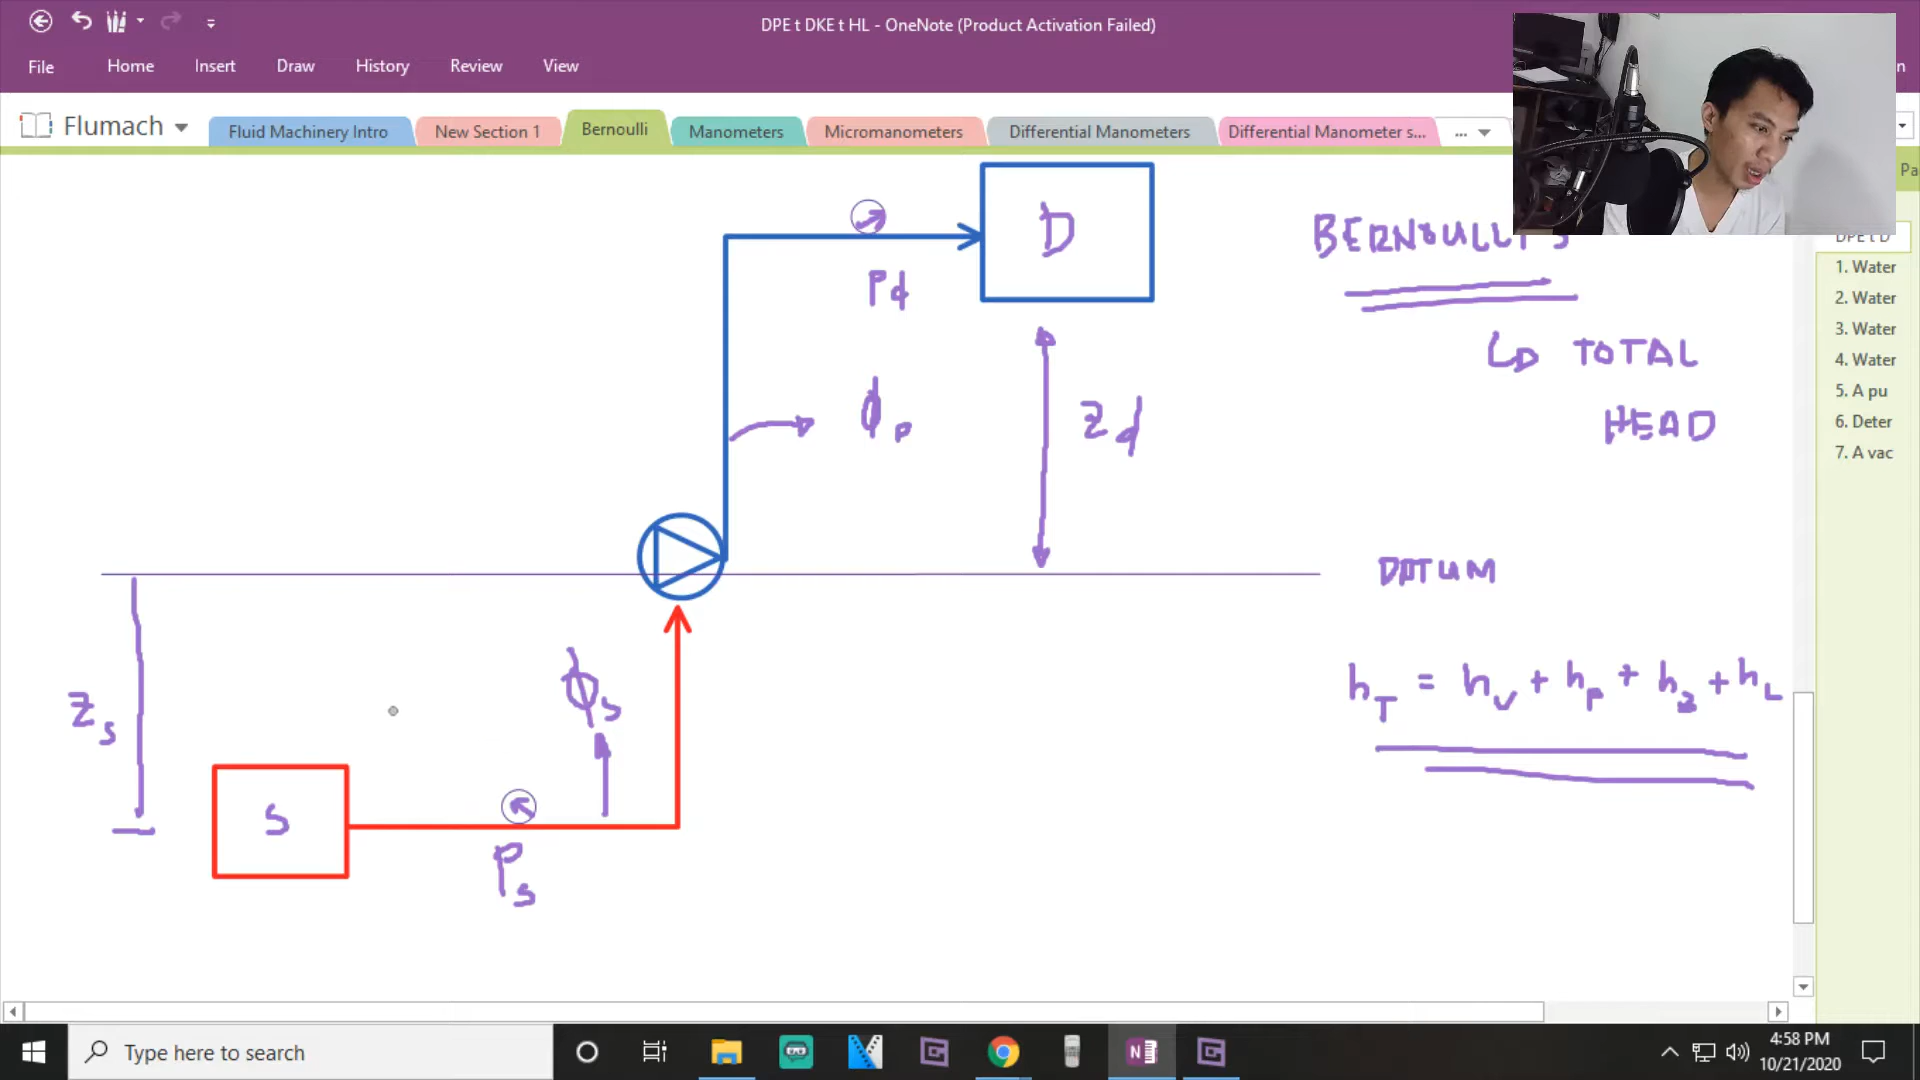 DPE t DKE t HL - OneNote (Product Activation Failed)
File Home Insert Draw History Review View
Flumach
Fluid Machinery Intro
New Section 1
Bernoulli
Manometers
Micromanometers
Differential Manometers
Differential Manometer s...
...
Pa
DPE t D
1. Water
2. Water
3. Water
4. Water
5. A pu
6. Deter
7. A vac
D
Pd
BERNOULLI'S
TOTAL
HEAD
ϕp
Zd
DATUM
Zs
ϕs
S
Ps
hT = hv + hp + hz + hL
Type here to search
4:58 PM
10/21/2020